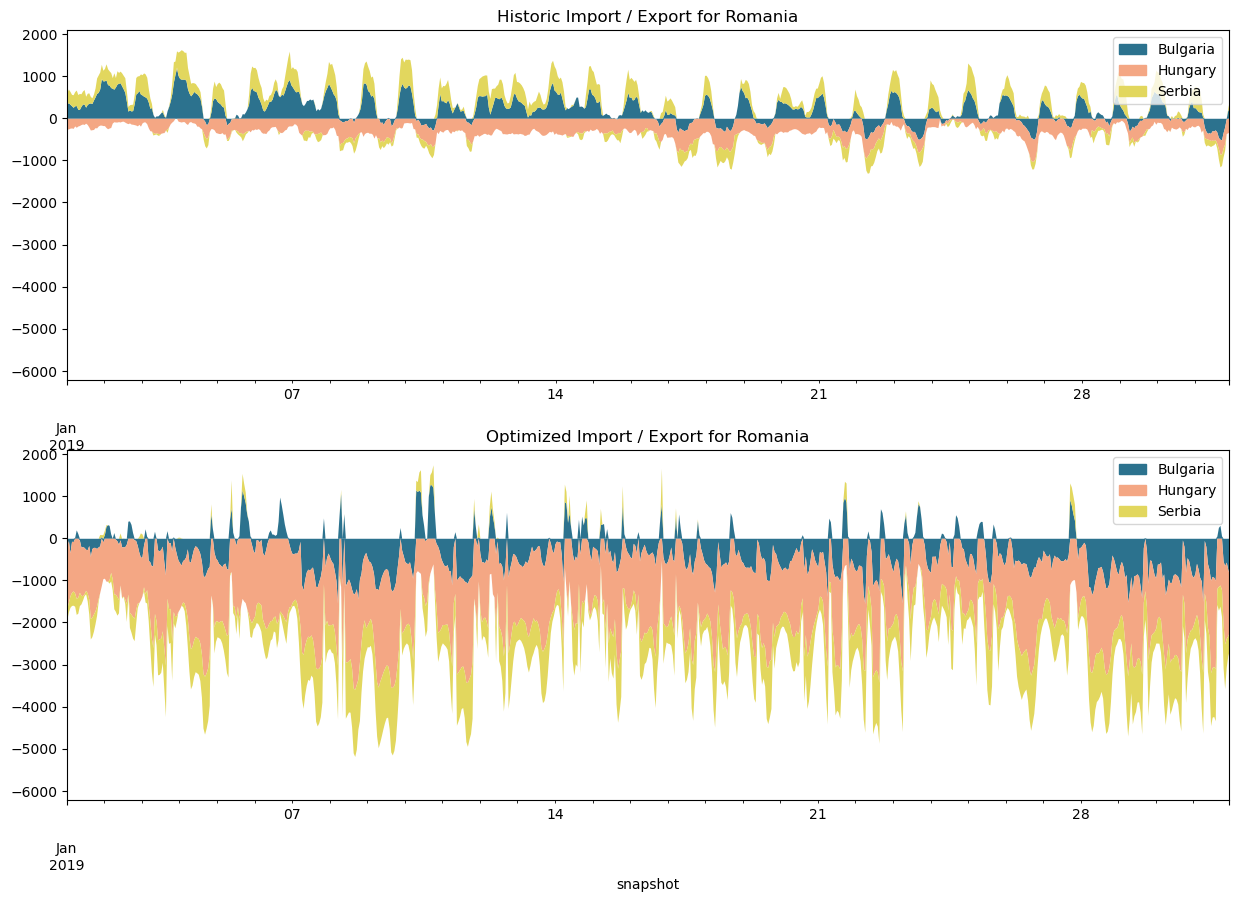 Historic Import / Export for Romania
2000
1000
0
−1000
−2000
−3000
−4000
−5000
−6000
Bulgaria
Hungary
Serbia
07
14
21
28
Jan
2019
Optimized Import / Export for Romania
2000
1000
0
−1000
−2000
−3000
−4000
−5000
−6000
Bulgaria
Hungary
Serbia
07
14
21
28
Jan
2019
snapshot